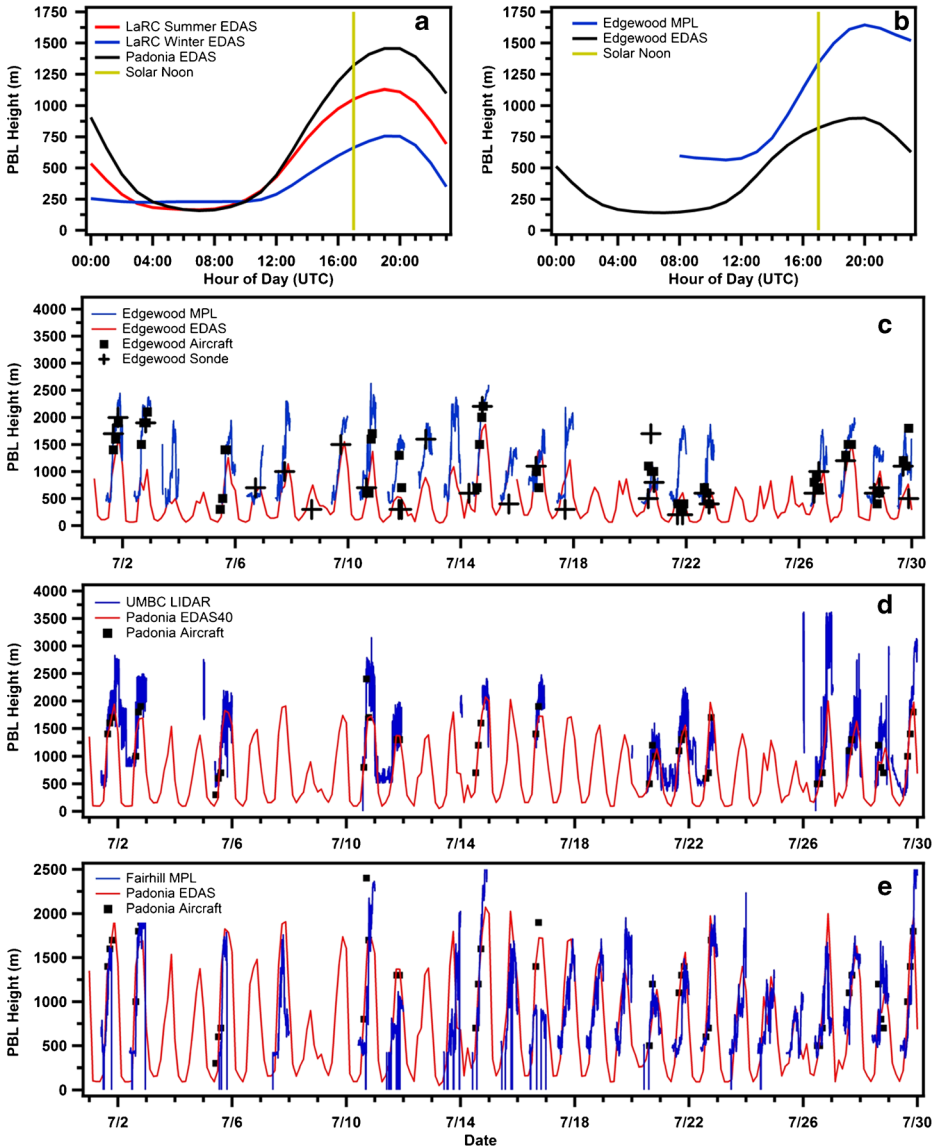 a
LaRC Summer EDAS
LaRC Winter EDAS
Padonia EDAS
Solar Noon
PBL Height (m)
1750
1500
1250
1000
750
500
250
0
00:00 04:00 08:00 12:00 16:00 20:00
Hour of Day (UTC)
b
Edgewood MPL
Edgewood EDAS
Solar Noon
PBL Height (m)
1750
1500
1250
1000
750
500
250
0
00:00 04:00 08:00 12:00 16:00 20:00
Hour of Day (UTC)
c
Edgewood MPL
Edgewood EDAS
Edgewood Aircraft
Edgewood Sonde
PBL Height (m)
4000
3500
3000
2500
2000
1500
1000
500
0
7/2 7/6 7/10 7/14 7/18 7/22 7/26 7/30
d
UMBC LIDAR
Padonia EDAS40
Padonia Aircraft
PBL Height (m)
4000
3500
3000
2500
2000
1500
1000
500
0
7/2 7/6 7/10 7/14 7/18 7/22 7/26 7/30
e
Fairhill MPL
Padonia EDAS
Padonia Aircraft
PBL Height (m)
2500
2000
1500
1000
500
0
7/2 7/6 7/10 7/14 7/18 7/22 7/26 7/30
Date